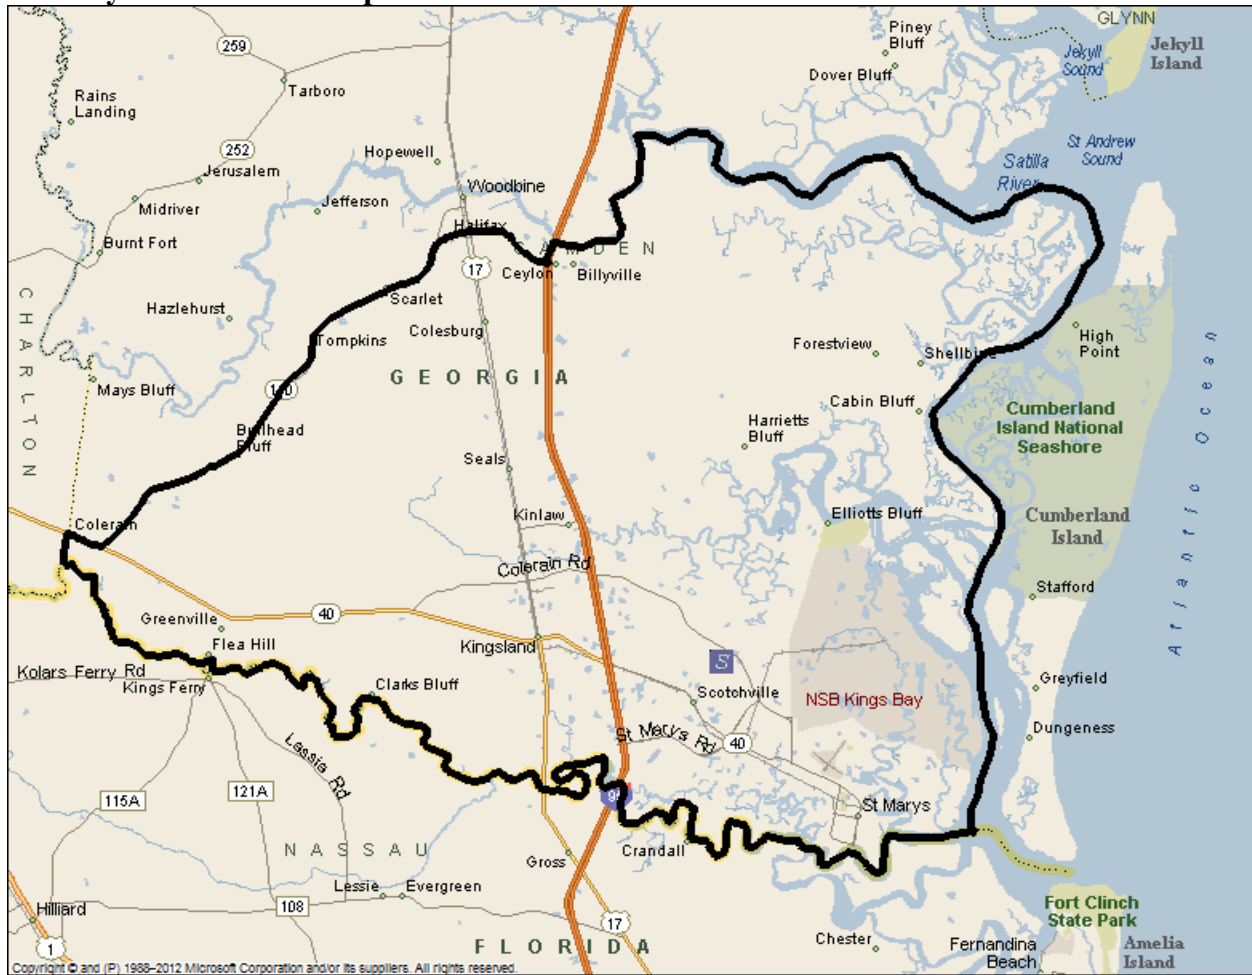 GLYNN
Piney
Bluff
Jekyll
Sound
Jekyll
Island
259
Dover Bluff
Tarboro
Rains
Landing
252
Hopewell
St Andrew
Sound
Satilla
River
Jerusalem
Woodbine
Midriver
Jefferson
Halifax
Burnt Fort
CAMDEN
17
Ceylon
Billyville
CHARLTON
Scarlet
Hazlehurst
Colesburg
Tompkins
High
Point
Forestview
Shellbine
Mays Bluff
GEORGIA
Atlantic Ocean
Cabin Bluff
Cumberland
Island National
Seashore
Harrietts
Bluff
Bullhead
Bluff
Seals
Colerain
Kinlaw
Elliotts Bluff
Cumberland
Island
Colerain Rd
Stafford
Greenville
40
Flea Hill
Kingsland
S
Kolars Ferry Rd
Kings Ferry
Clarks Bluff
Scotchville
NSB Kings Bay
Greyfield
Dungeness
St Marys Rd
40
Lessie Rd
115A
121A
St Marys
NASSAU
Gross
Crandall
Lessie
Evergreen
Hilliard
108
Fort Clinch
State Park
17
1
FLORIDA
Chester
Fernandina
Beach
Amelia
Island
Copyright © and (P) 1988–2012 Microsoft Corporation and/or its suppliers. All rights reserved.